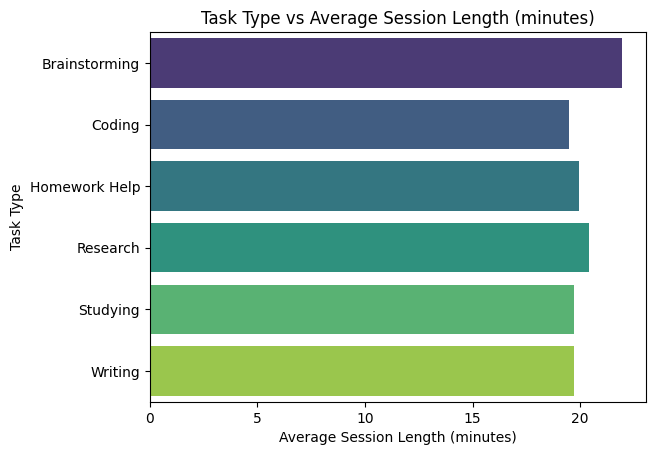 Task Type vs Average Session Length (minutes)
Task Type
Brainstorming
Coding
Homework Help
Research
Studying
Writing
0 5 10 15 20
Average Session Length (minutes)